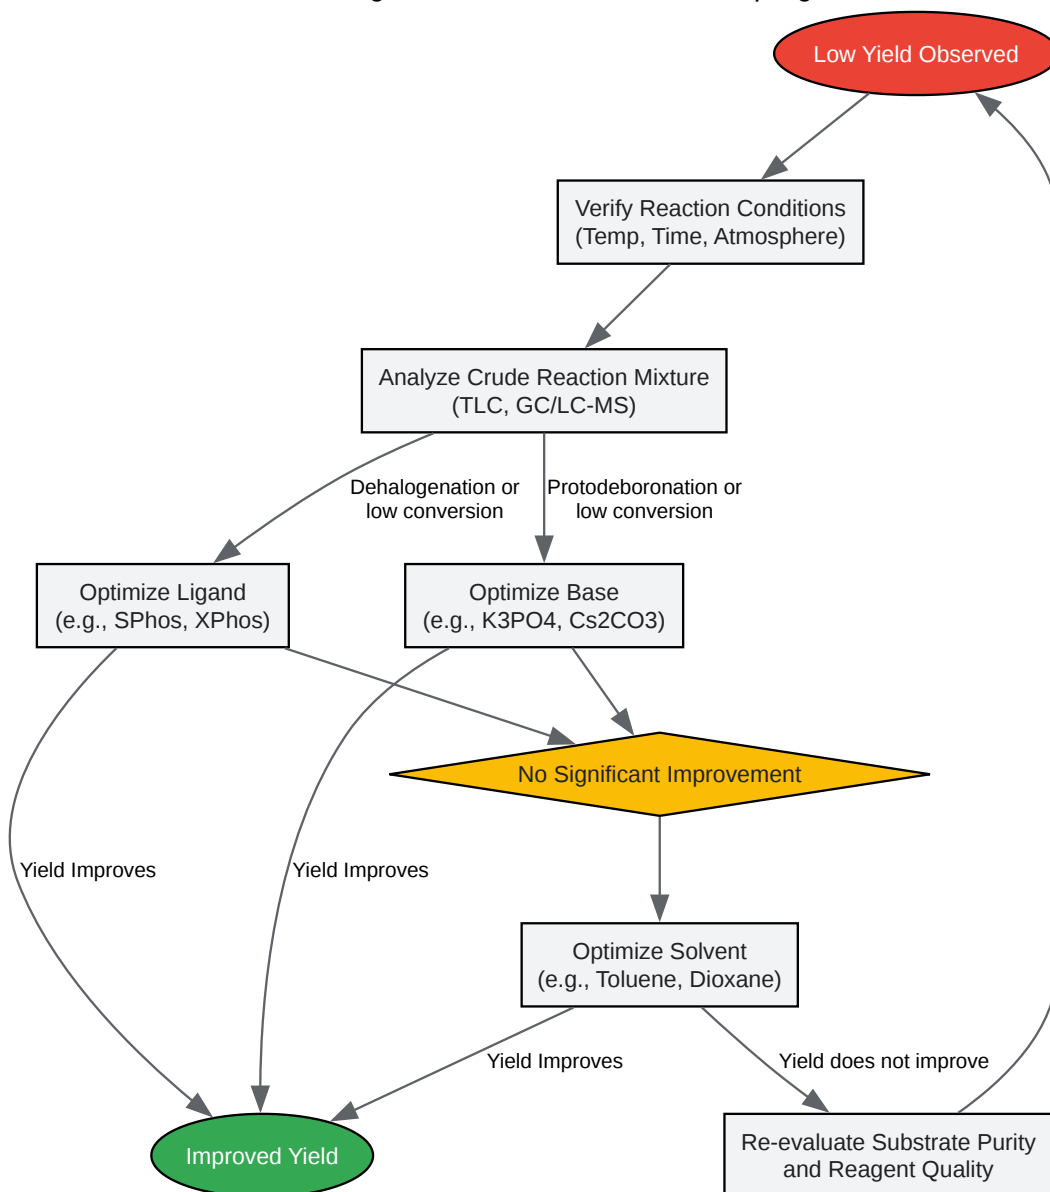 Low Yield Observed
Verify Reaction Conditions
(Temp, Time, Atmosphere)
Analyze Crude Reaction Mixture
(TLC, GC/LC-MS)
Dehalogenation or
low conversion
Protodeboronation or
low conversion
Optimize Ligand
(e.g., SPhos, XPhos)
Optimize Base
(e.g., K3PO4, Cs2CO3)
No Significant Improvement
Yield Improves
Yield Improves
Optimize Solvent
(e.g., Toluene, Dioxane)
Yield Improves
Yield does not improve
Improved Yield
Re-evaluate Substrate Purity
and Reagent Quality